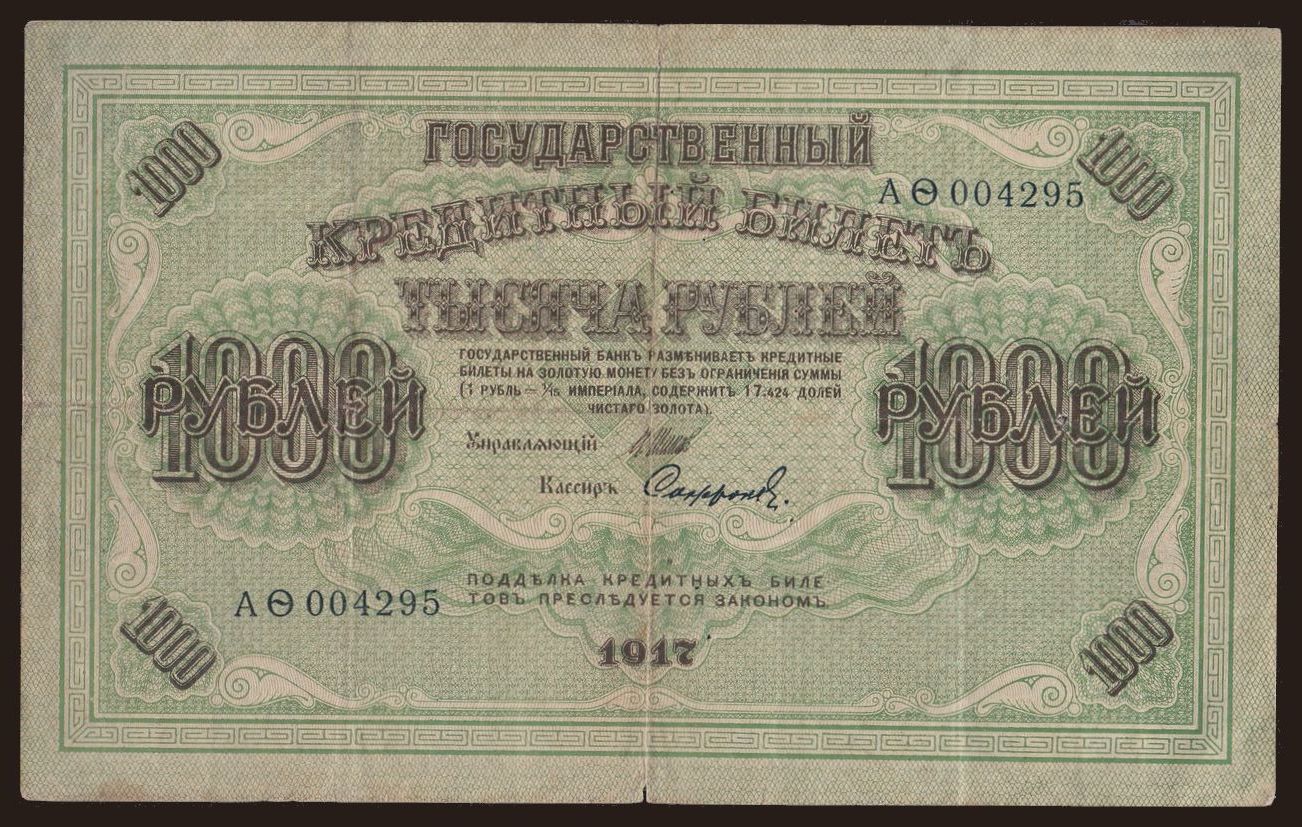 1000
1000
ГОСУДАРСТВЕННЫЙ
АѲ 004295
КРЕДИТНЫЙ БИЛЕТЪ
ТЫСЯЧА РУБЛЕЙ
ГОСУДАРСТВЕННЫЙ БАНКЪ РАЗМѢНИВАЕТЪ КРЕДИТНЫЕ
БИЛЕТЫ НА ЗОЛОТУЮ МОНЕТУ БЕЗЪ ОГРАНИЧЕНІЯ СУММЫ
(1 РУБЛЬ = 1/15 ИМПЕРІАЛА, СОДЕРЖИТЪ 17.424 ДОЛЕЙ
ЧИСТАГО ЗОЛОТА).
1000 РУБЛЕЙ
1000 РУБЛЕЙ
Управляющій
Кассиръ
ПОДДѢЛКА КРЕДИТНЫХЪ БИЛЕ
ТОВЪ ПРЕСЛѢДУЕТСЯ ЗАКОНОМЪ
АѲ 004295
1917
1000
1000